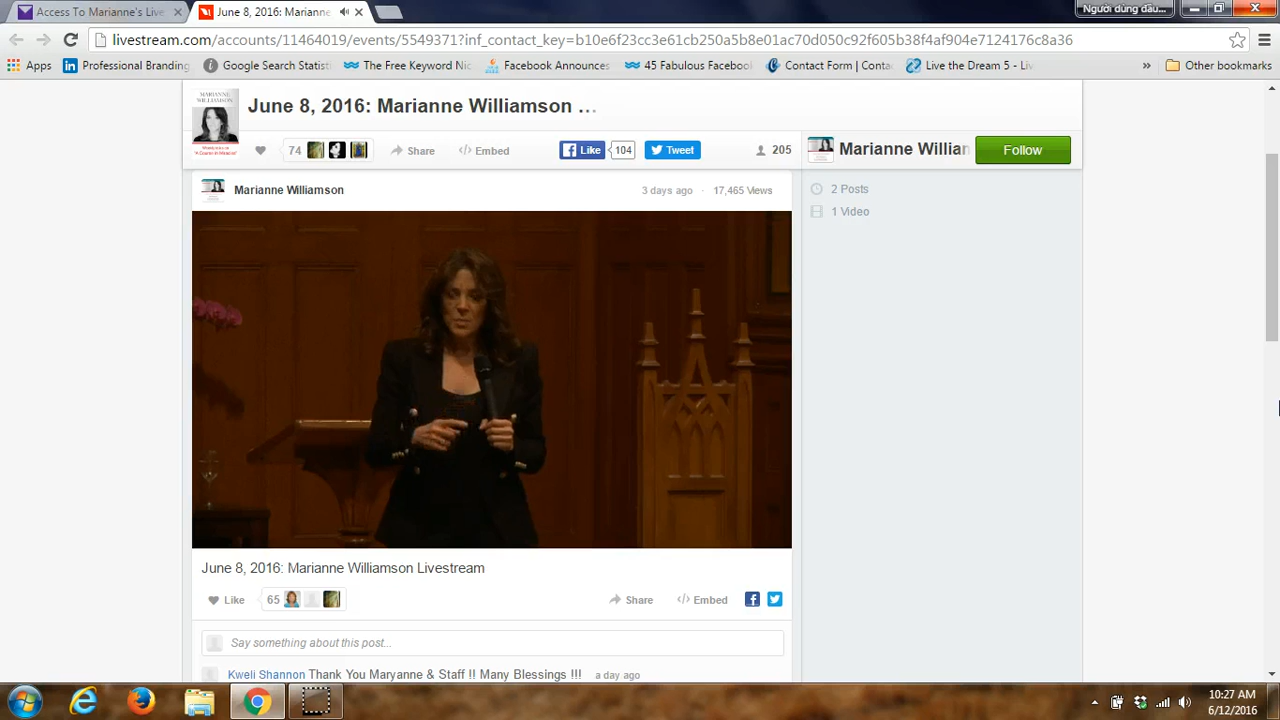 Access To Marianne's Live
June 8, 2016: Marianne
Người dùng đầu...
livestream.com/accounts/11464019/events/5549371?inf_contact_key=b10e6f23cc3e61cb250a5b8e01ac70d050c92f605b38f4af904e7124176c8a36
Apps Professional Branding Google Search Statist The Free Keyword Nic Facebook Announces 45 Fabulous Facebook Contact Form | Conta Live the Dream 5 - Liv » Other bookmarks
MARIANNE WILLIAMSON
June 8, 2016: Marianne Williamson ...
74 Share Embed Like 104 Tweet 205
Marianne Willian Follow
Marianne Williamson 3 days ago · 17,465 Views
2 Posts
1 Video
June 8, 2016: Marianne Williamson Livestream
Like 65 Share Embed
Say something about this post...
Kweli Shannon Thank You Maryanne & Staff !! Many Blessings !!! a day ago
10:27 AM
6/12/2016